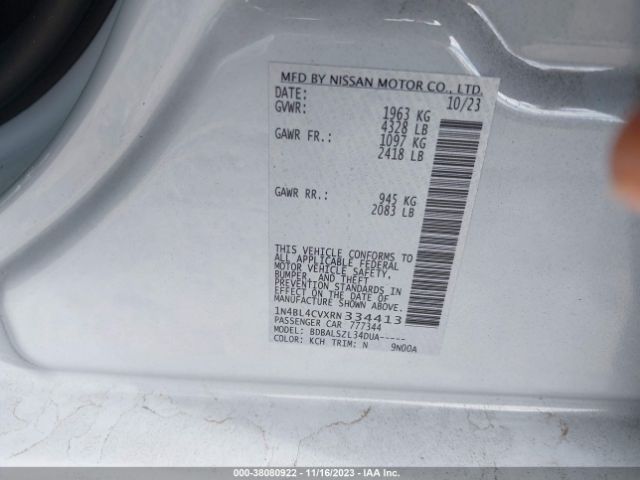 MFD BY NISSAN MOTOR CO., LTD.
DATE: 10/23
GVWR: 1963 KG
4328 LB
GAWR FR.: 1097 KG
2418 LB
GAWR RR.: 945 KG
2083 LB
THIS VEHICLE CONFORMS TO
ALL APPLICABLE FEDERAL
MOTOR VEHICLE SAFETY,
BUMPER, AND THEFT
PREVENTION STANDARDS IN
EFFECT ON THE DATE OF
MANUFACTURE SHOWN ABOVE.
1N4BL4CVXRN334413
PASSENGER CAR 777344
MODEL: BDBALSZL34DUA-----
COLOR: KCH TRIM: N 9N00A
000-38080922 - 11/16/2023 - IAA Inc.